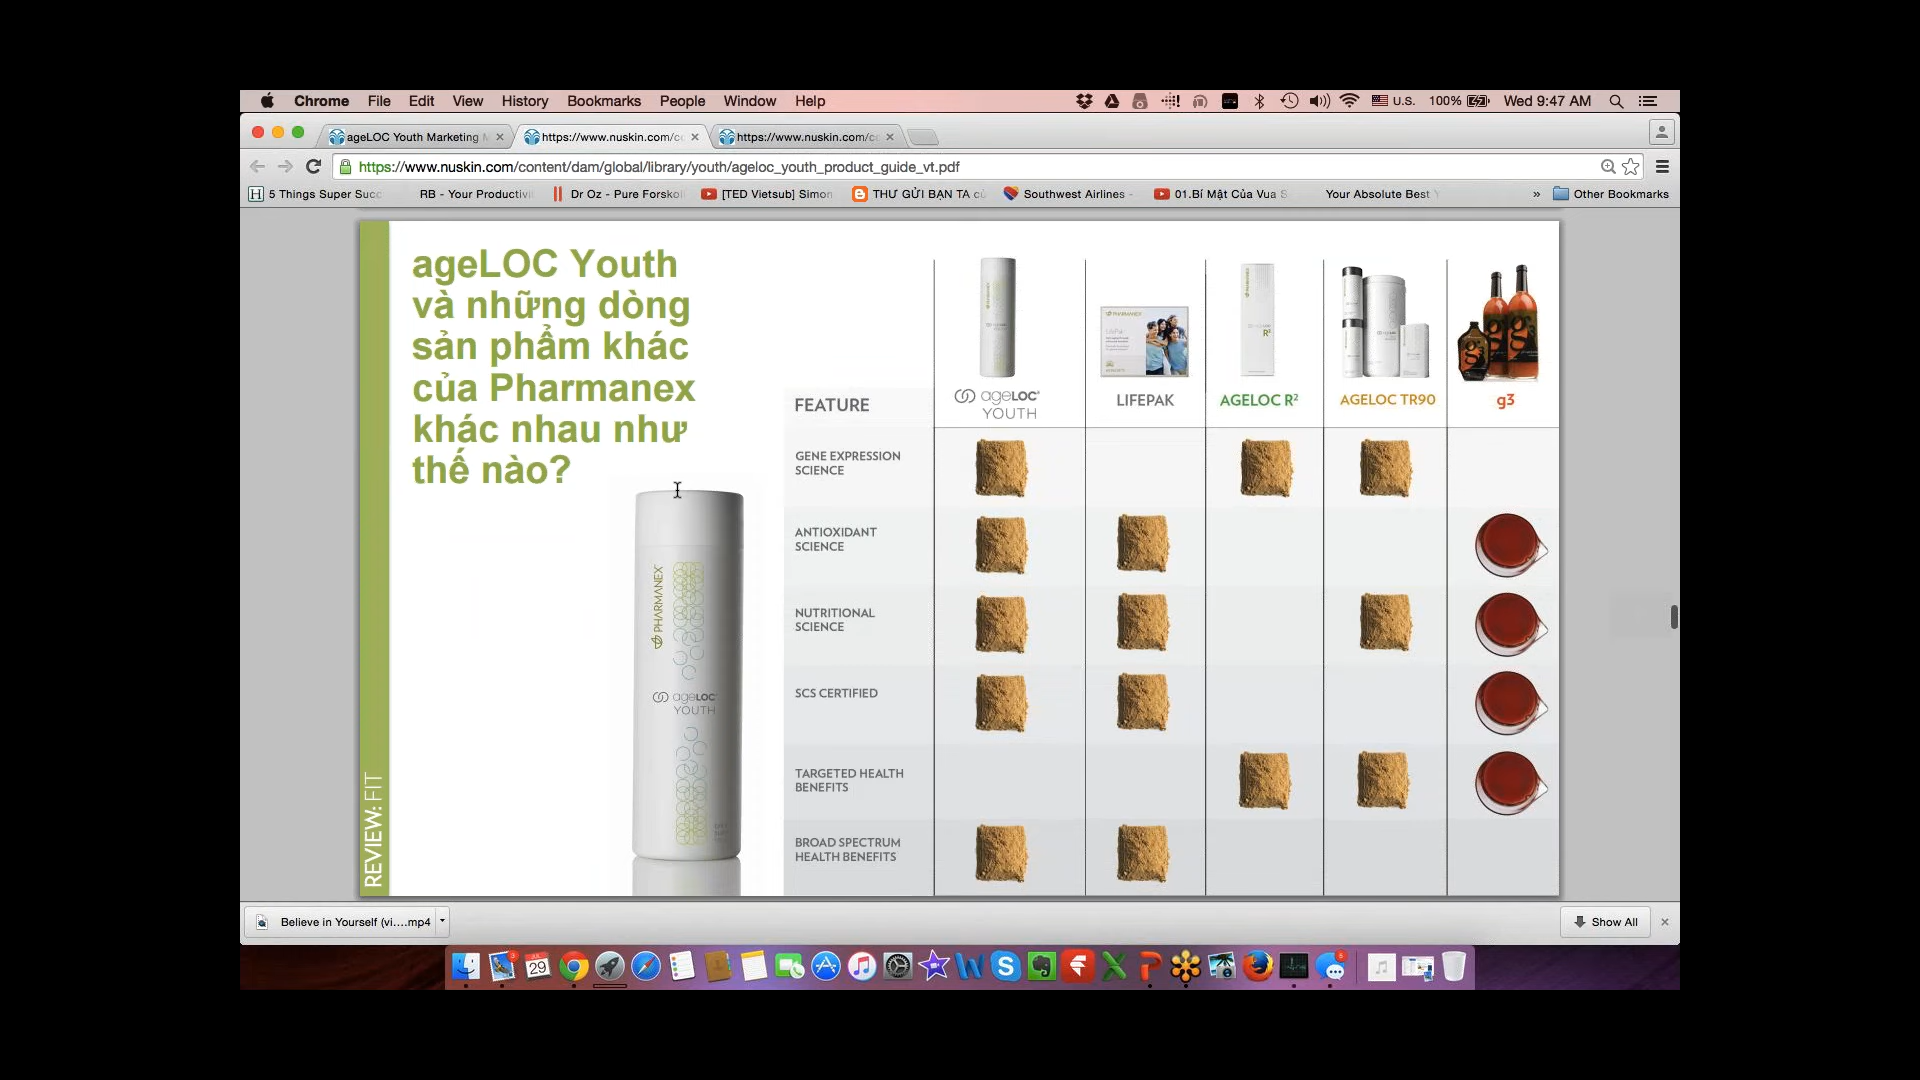 Chrome File Edit View History Bookmarks People Window Help U.S. 100% Wed 9:47 AM
ageLOC Youth Marketing https://www.nuskin.com/c https://www.nuskin.com/c
https://www.nuskin.com/content/dam/global/library/youth/ageloc_youth_product_guide_vt.pdf
5 Things Super Succ RB - Your Productivi Dr Oz - Pure Forskol [TED Vietsub] Simon THƯ GỬI BẠN TA Southwest Airlines - 01.Bí Mật Của Vua S Your Absolute Best » Other Bookmarks
ageLOC Youth
và những dòng
sản phẩm khác
của Pharmanex
khác nhau như
thế nào?
PHARMANEX
ageLOC
YOUTH
REVIEW: FIT
FEATURE
ageLOC®
YOUTH
LIFEPAK
AGELOC R²
AGELOC TR90
g3
GENE EXPRESSION
SCIENCE
ANTIOXIDANT
SCIENCE
NUTRITIONAL
SCIENCE
SCS CERTIFIED
TARGETED HEALTH
BENEFITS
BROAD SPECTRUM
HEALTH BENEFITS
Believe in Yourself (vi....mp4 Show All
JUL
29